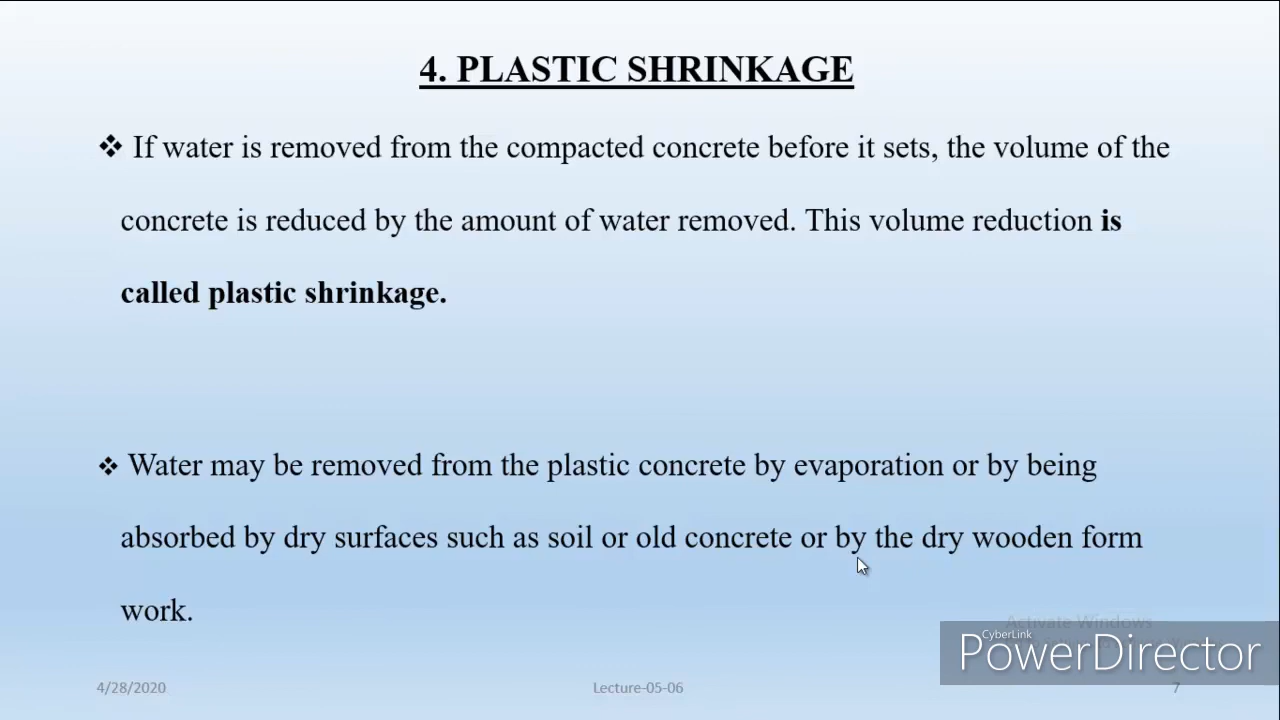 4. PLASTIC SHRINKAGE
❖ If water is removed from the compacted concrete before it sets, the volume of the
concrete is reduced by the amount of water removed. This volume reduction is
called plastic shrinkage.
❖ Water may be removed from the plastic concrete by evaporation or by being
absorbed by dry surfaces such as soil or old concrete or by the dry wooden form
work.
Activate Windows
CyberLink
PowerDirector
4/28/2020
Lecture-05-06
7